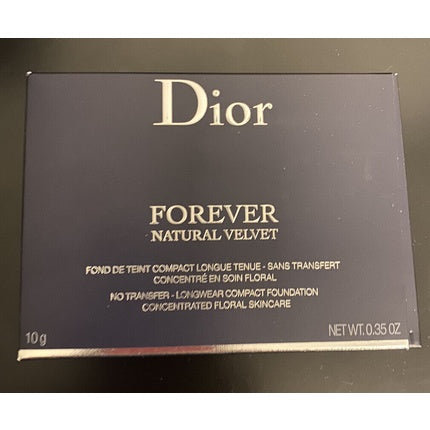 Dior
FOREVER
NATURAL VELVET
FOND DE TEINT COMPACT LONGUE TENUE - SANS TRANSFERT
CONCENTRÉ EN SOIN FLORAL
NO TRANSFER - LONGWEAR COMPACT FOUNDATION
CONCENTRATED FLORAL SKINCARE
10 g NET WT. 0.35 OZ